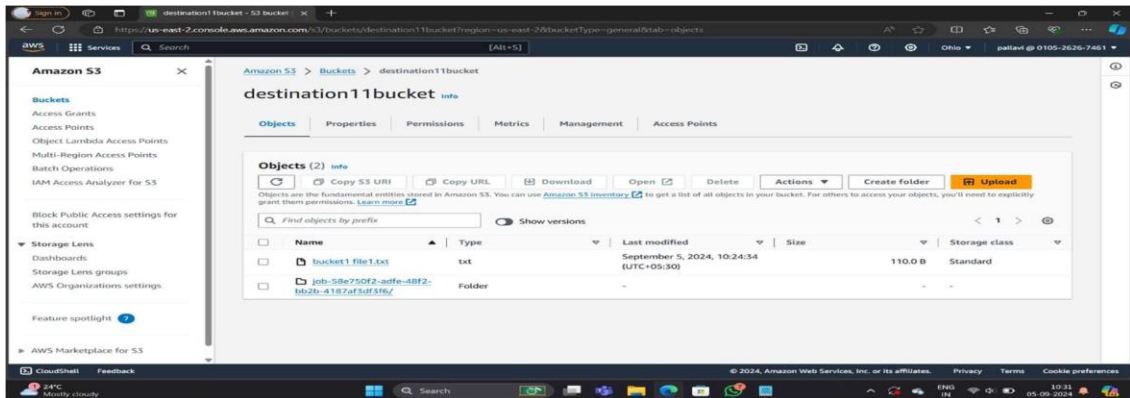 Sign in
destination11bucket - S3 bucket
https://us-east-2.console.aws.amazon.com/s3/buckets/destination11bucket?region=us-east-2&bucketType=general&tab=objects
aws Services Search [Alt+S] Ohio pallavi @ 0105-2626-7461
Amazon S3
Buckets
Access Grants
Access Points
Object Lambda Access Points
Multi-Region Access Points
Batch Operations
IAM Access Analyzer for S3
Block Public Access settings for
this account
Storage Lens
Dashboards
Storage Lens groups
AWS Organizations settings
Feature spotlight 7
AWS Marketplace for S3
Amazon S3 > Buckets > destination11bucket
destination11bucket Info
Objects Properties Permissions Metrics Management Access Points
Objects (2) Info
Copy S3 URI Copy URL Download Open Delete Actions Create folder Upload
Objects are the fundamental entities stored in Amazon S3. You can use Amazon S3 inventory to get a list of all objects in your bucket. For others to access your objects, you'll need to explicitly
grant them permissions. Learn more
Find objects by prefix Show versions < 1 >
Name Type Last modified Size Storage class
bucket1 file1.txt txt September 5, 2024, 10:24:34
(UTC+05:30) 110.0 B Standard
job-58e750f2-adfe-48f2-
bb2b-4187af3df3f6/ Folder - - -
CloudShell Feedback © 2024, Amazon Web Services, Inc. or its affiliates. Privacy Terms Cookie preferences
24°C
Mostly cloudy
Search
ENG
IN
10:31
05-09-2024